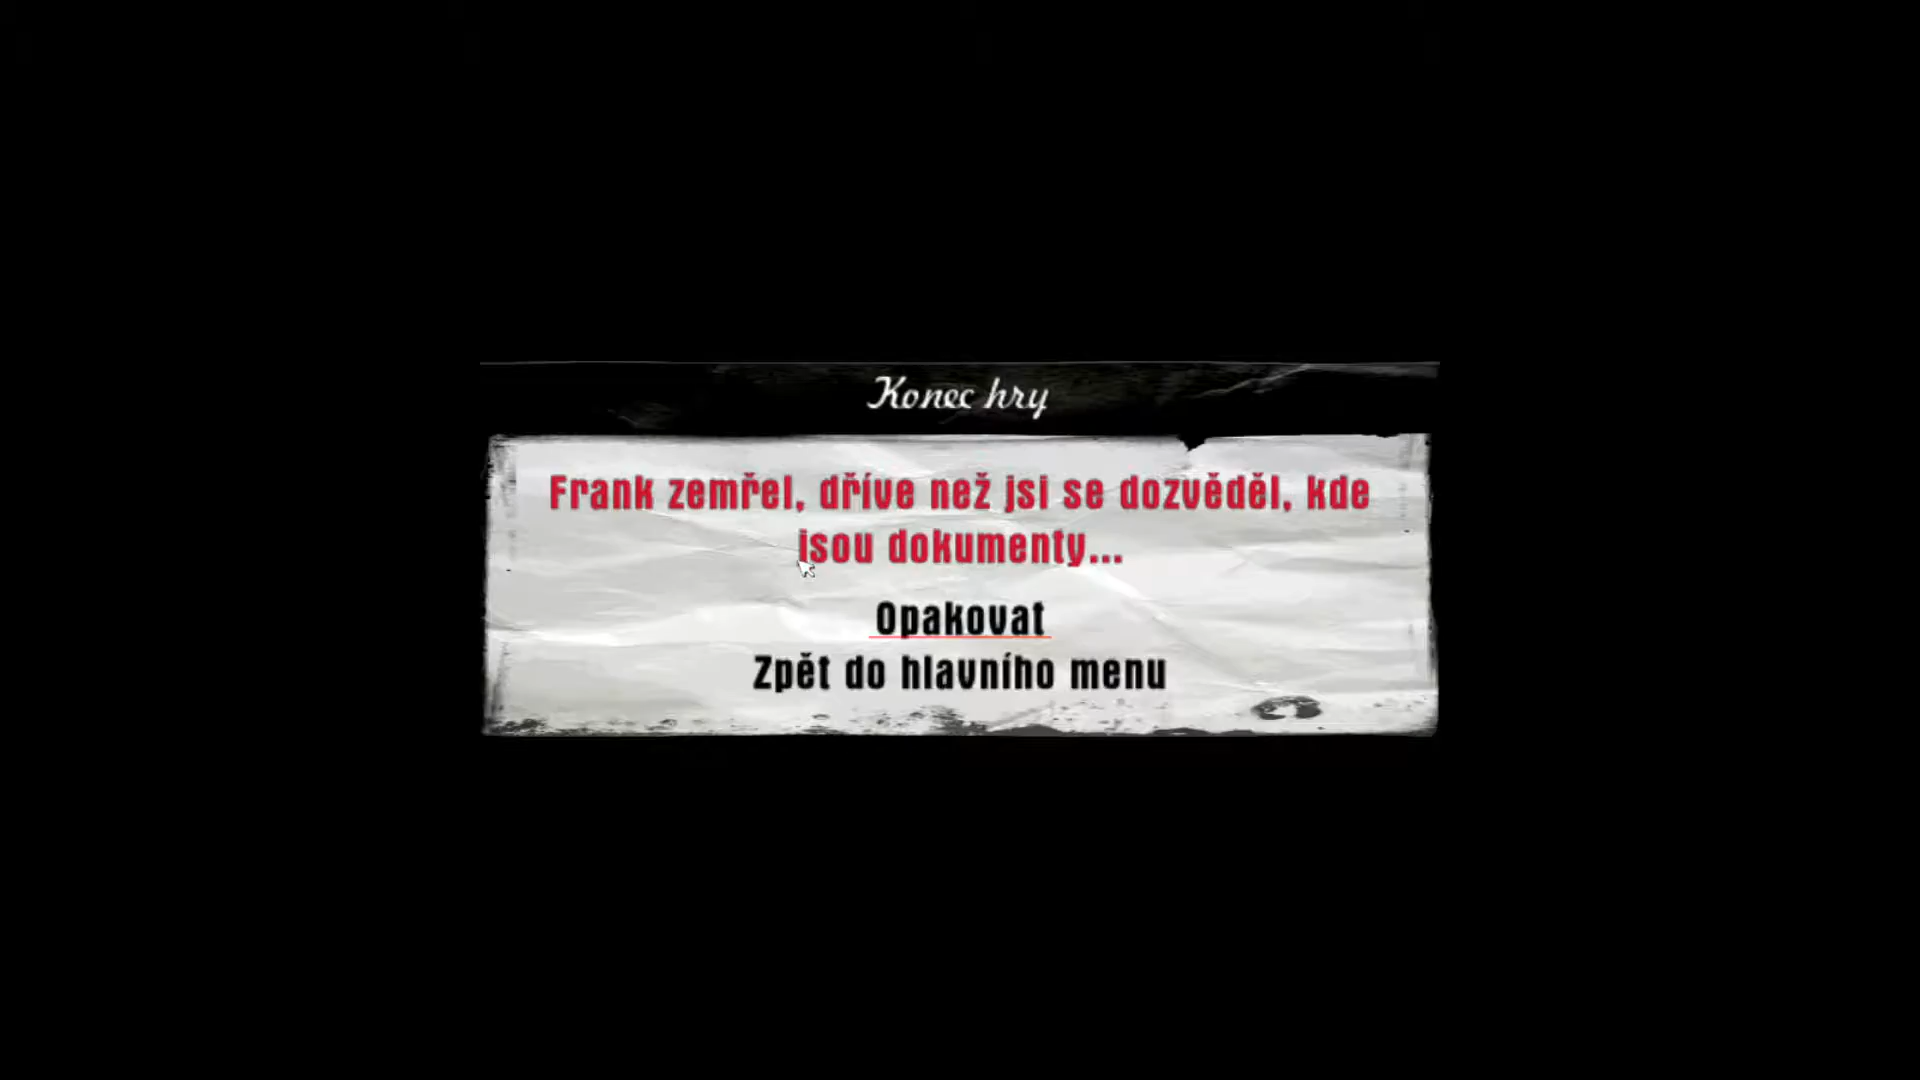 Konec hry
Frank zemřel, dříve než jsi se dozvěděl, kde
jsou dokumenty...
Opakovat
Zpět do hlavního menu